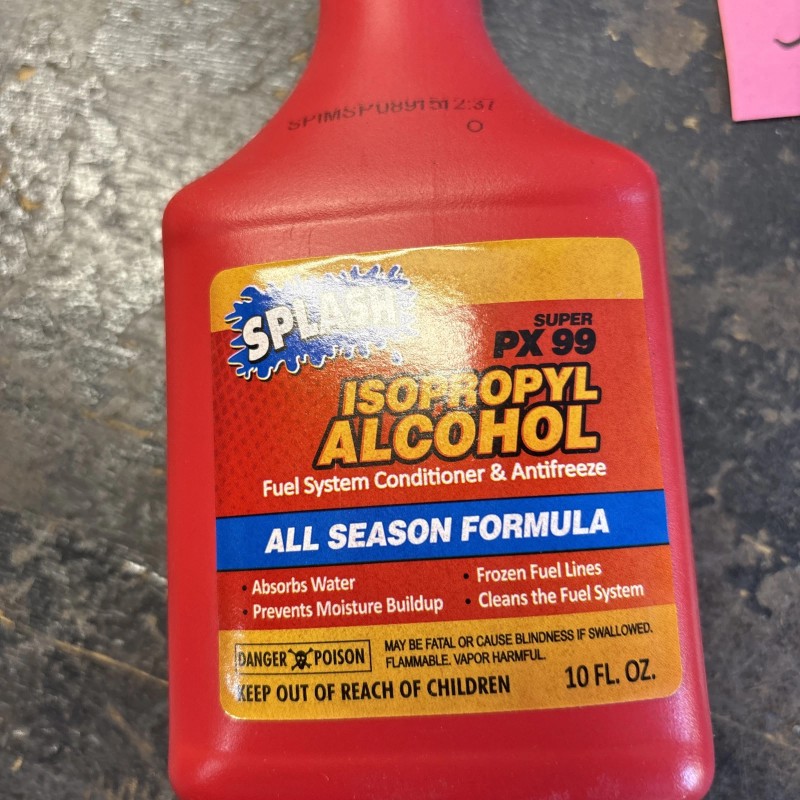 SPIMSP0891512:37
O
SPLASH
SUPER
PX 99
ISOPROPYL
ALCOHOL
Fuel System Conditioner & Antifreeze
ALL SEASON FORMULA
• Absorbs Water
• Prevents Moisture Buildup
• Frozen Fuel Lines
• Cleans the Fuel System
DANGER POISON
MAY BE FATAL OR CAUSE BLINDNESS IF SWALLOWED.
FLAMMABLE. VAPOR HARMFUL.
KEEP OUT OF REACH OF CHILDREN
10 FL. OZ.